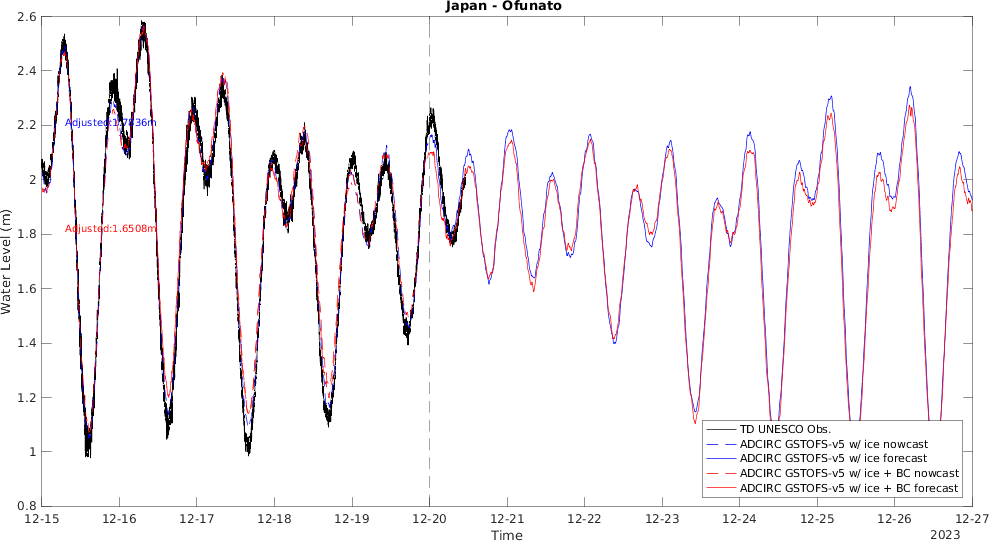 Japan - Ofunato
2.6
2.4
2.2
2
1.8
1.6
1.4
1.2
1
0.8
Water Level (m)
Adjusted:1.7836m
Adjusted:1.6508m
TD UNESCO Obs.
ADCIRC GSTOFS-v5 w/ ice nowcast
ADCIRC GSTOFS-v5 w/ ice forecast
ADCIRC GSTOFS-v5 w/ ice + BC nowcast
ADCIRC GSTOFS-v5 w/ ice + BC forecast
12-15 12-16 12-17 12-18 12-19 12-20 12-21 12-22 12-23 12-24 12-25 12-26 12-27
Time
2023